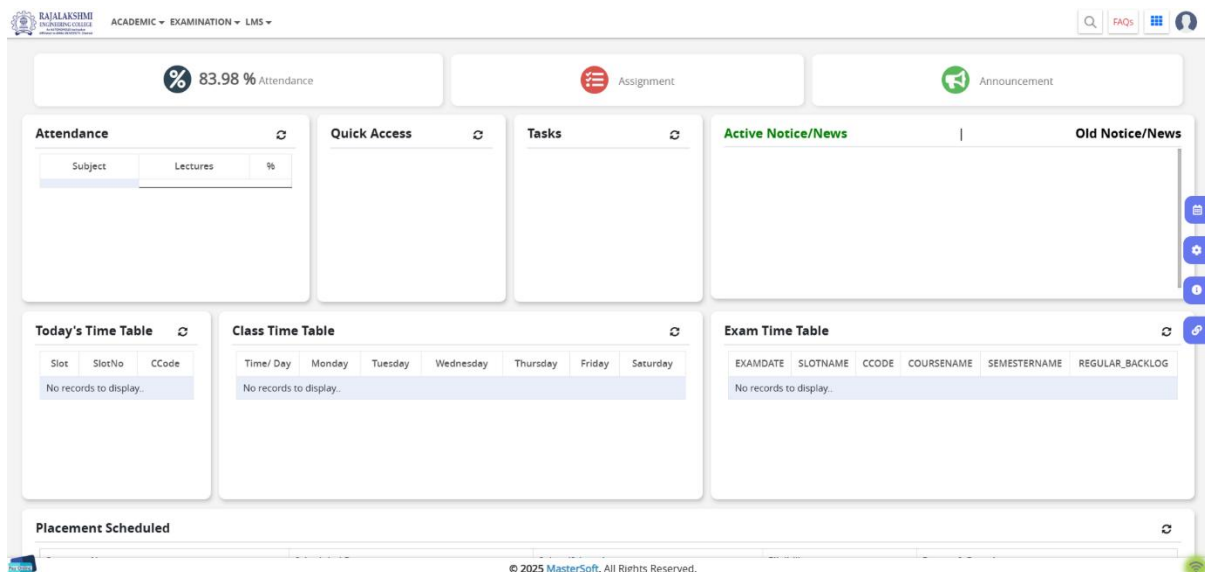 RAJALAKSHMI
ENGINEERING COLLEGE
ACADEMIC EXAMINATION LMS
FAQs
83.98 % Attendance
Assignment
Announcement
Attendance
Subject Lectures %
Quick Access
Tasks
Active Notice/News | Old Notice/News
Today's Time Table
Slot SlotNo CCode
No records to display..
Class Time Table
Time/ Day Monday Tuesday Wednesday Thursday Friday Saturday
No records to display..
Exam Time Table
EXAMDATE SLOTNAME CCODE COURSENAME SEMESTERNAME REGULAR_BACKLOG
No records to display..
Placement Scheduled
© 2025 MasterSoft. All Rights Reserved.